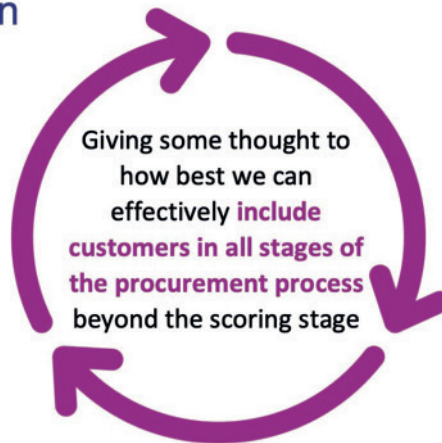 n
Giving some thought to
how best we can
effectively include
customers in all stages of
the procurement process
beyond the scoring stage